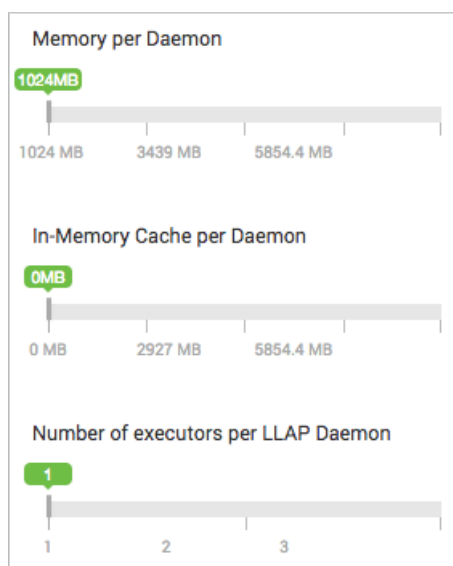 Memory per Daemon
1024MB
1024 MB 3439 MB 5854.4 MB
In-Memory Cache per Daemon
0MB
0 MB 2927 MB 5854.4 MB
Number of executors per LLAP Daemon
1
1 2 3